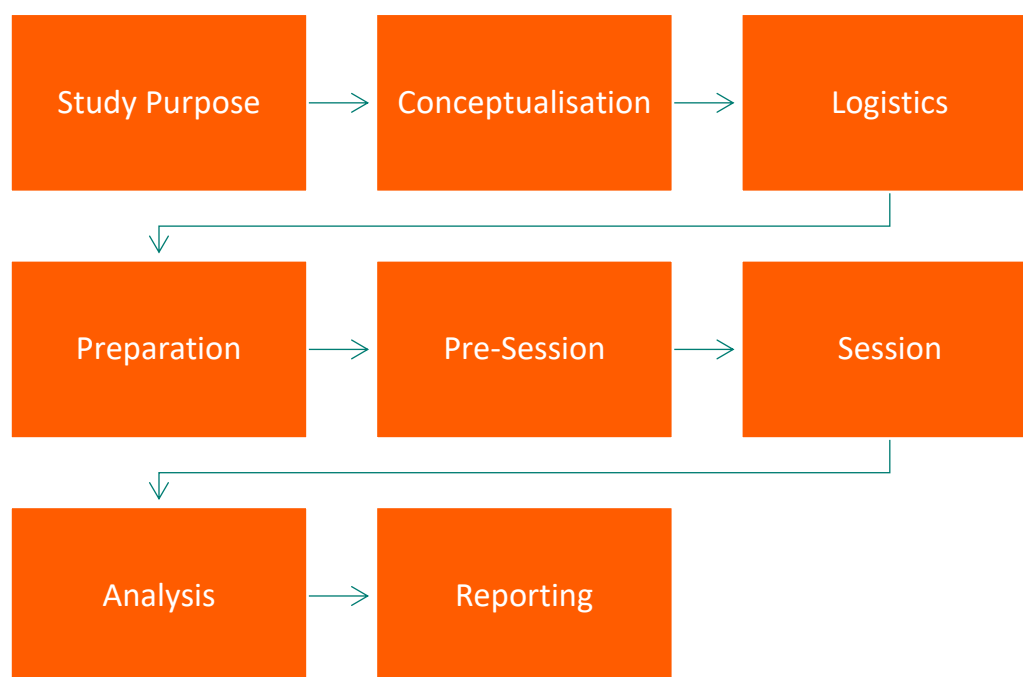 Study Purpose
Conceptualisation
Logistics
Preparation
Pre-Session
Session
Analysis
Reporting